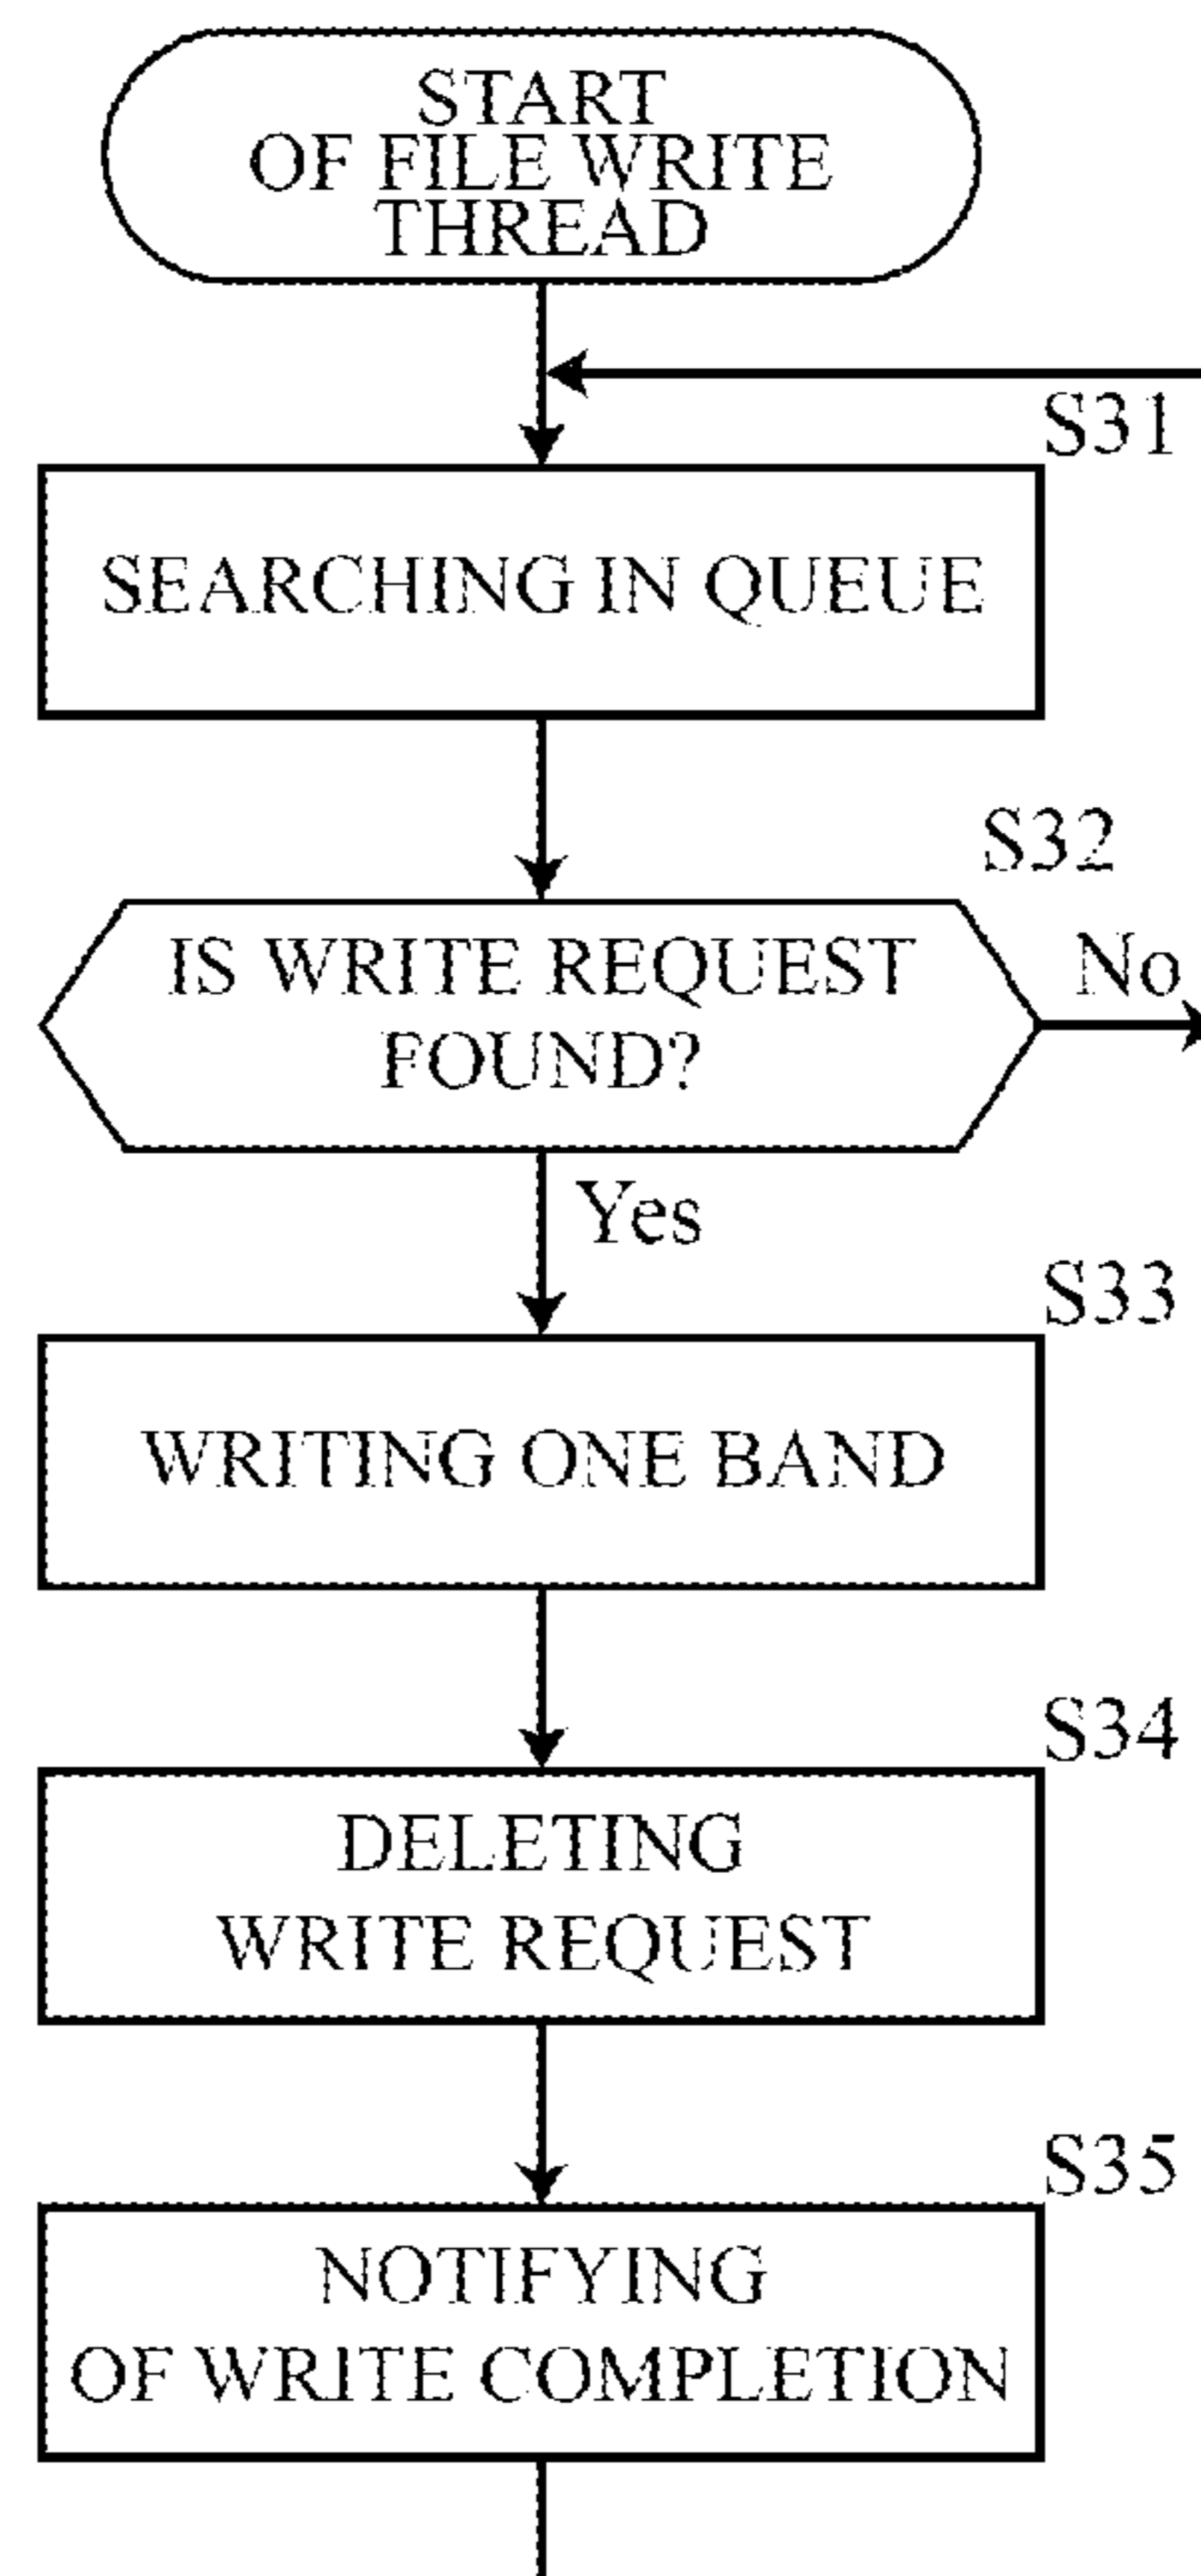 START
OF FILE WRITE
THREAD
S31
SEARCHING IN QUEUE
S32
IS WRITE REQUEST
FOUND?
No
Yes
S33
WRITING ONE BAND
S34
DELETING
WRITE REQUEST
S35
NOTIFYING
OF WRITE COMPLETION